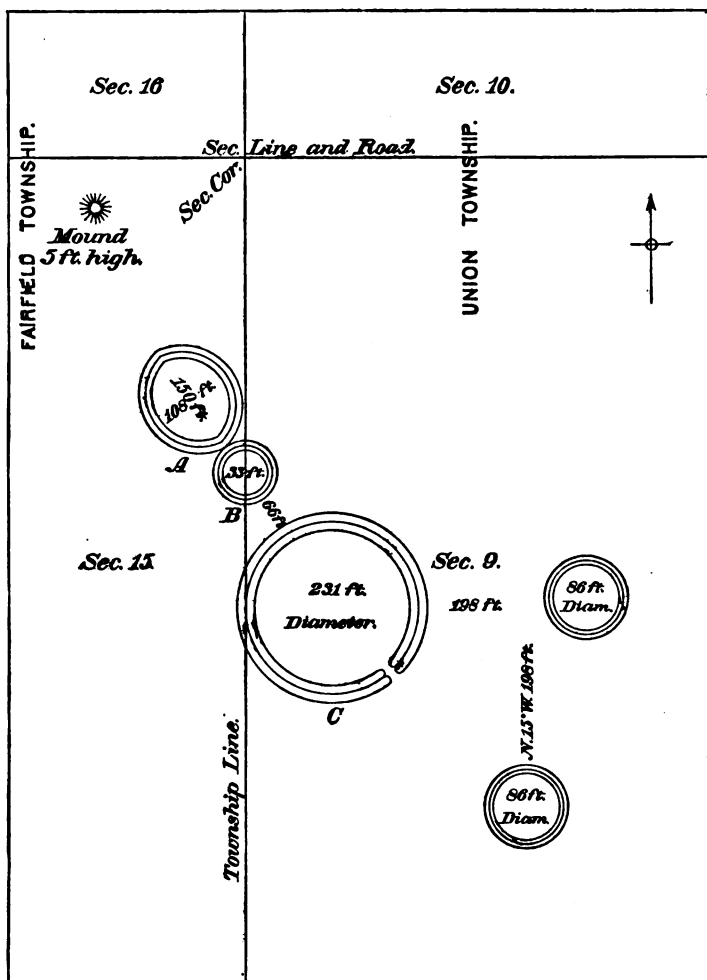 Sec. 16
Sec. 10.
FAIRFIELD TOWNSHIP.
UNION TOWNSHIP.
Sec. Line and Road.
Sec. Cor.
Mound
5 ft. high.
150 ft.
108 ft.
A
33 ft.
B
66 ft
Sec. 15
Sec. 9.
231 ft.
Diameter.
198 ft.
86 ft.
Diam.
C
N. 15° W. 198 ft.
Township Line.
86 ft.
Diam.